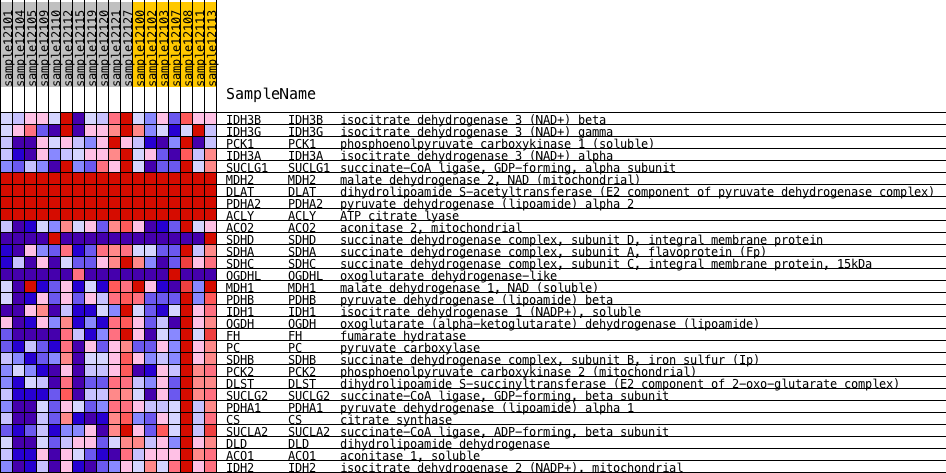 sample12101
sample12104
sample12105
sample12109
sample12110
sample12112
sample12115
sample12119
sample12120
sample12121
sample12127
sample12100
sample12102
sample12103
sample12107
sample12108
sample12111
sample12113
SampleName
IDH3B IDH3B isocitrate dehydrogenase 3 (NAD+) beta
IDH3G IDH3G isocitrate dehydrogenase 3 (NAD+) gamma
PCK1 PCK1 phosphoenolpyruvate carboxykinase 1 (soluble)
IDH3A IDH3A isocitrate dehydrogenase 3 (NAD+) alpha
SUCLG1 SUCLG1 succinate-CoA ligase, GDP-forming, alpha subunit
MDH2 MDH2 malate dehydrogenase 2, NAD (mitochondrial)
DLAT DLAT dihydrolipoamide S-acetyltransferase (E2 component of pyruvate dehydrogenase complex)
PDHA2 PDHA2 pyruvate dehydrogenase (lipoamide) alpha 2
ACLY ACLY ATP citrate lyase
ACO2 ACO2 aconitase 2, mitochondrial
SDHD SDHD succinate dehydrogenase complex, subunit D, integral membrane protein
SDHA SDHA succinate dehydrogenase complex, subunit A, flavoprotein (Fp)
SDHC SDHC succinate dehydrogenase complex, subunit C, integral membrane protein, 15kDa
OGDHL OGDHL oxoglutarate dehydrogenase-like
MDH1 MDH1 malate dehydrogenase 1, NAD (soluble)
PDHB PDHB pyruvate dehydrogenase (lipoamide) beta
IDH1 IDH1 isocitrate dehydrogenase 1 (NADP+), soluble
OGDH OGDH oxoglutarate (alpha-ketoglutarate) dehydrogenase (lipoamide)
FH FH fumarate hydratase
PC PC pyruvate carboxylase
SDHB SDHB succinate dehydrogenase complex, subunit B, iron sulfur (Ip)
PCK2 PCK2 phosphoenolpyruvate carboxykinase 2 (mitochondrial)
DLST DLST dihydrolipoamide S-succinyltransferase (E2 component of 2-oxo-glutarate complex)
SUCLG2 SUCLG2 succinate-CoA ligase, GDP-forming, beta subunit
PDHA1 PDHA1 pyruvate dehydrogenase (lipoamide) alpha 1
CS CS citrate synthase
SUCLA2 SUCLA2 succinate-CoA ligase, ADP-forming, beta subunit
DLD DLD dihydrolipoamide dehydrogenase
ACO1 ACO1 aconitase 1, soluble
IDH2 IDH2 isocitrate dehydrogenase 2 (NADP+), mitochondrial